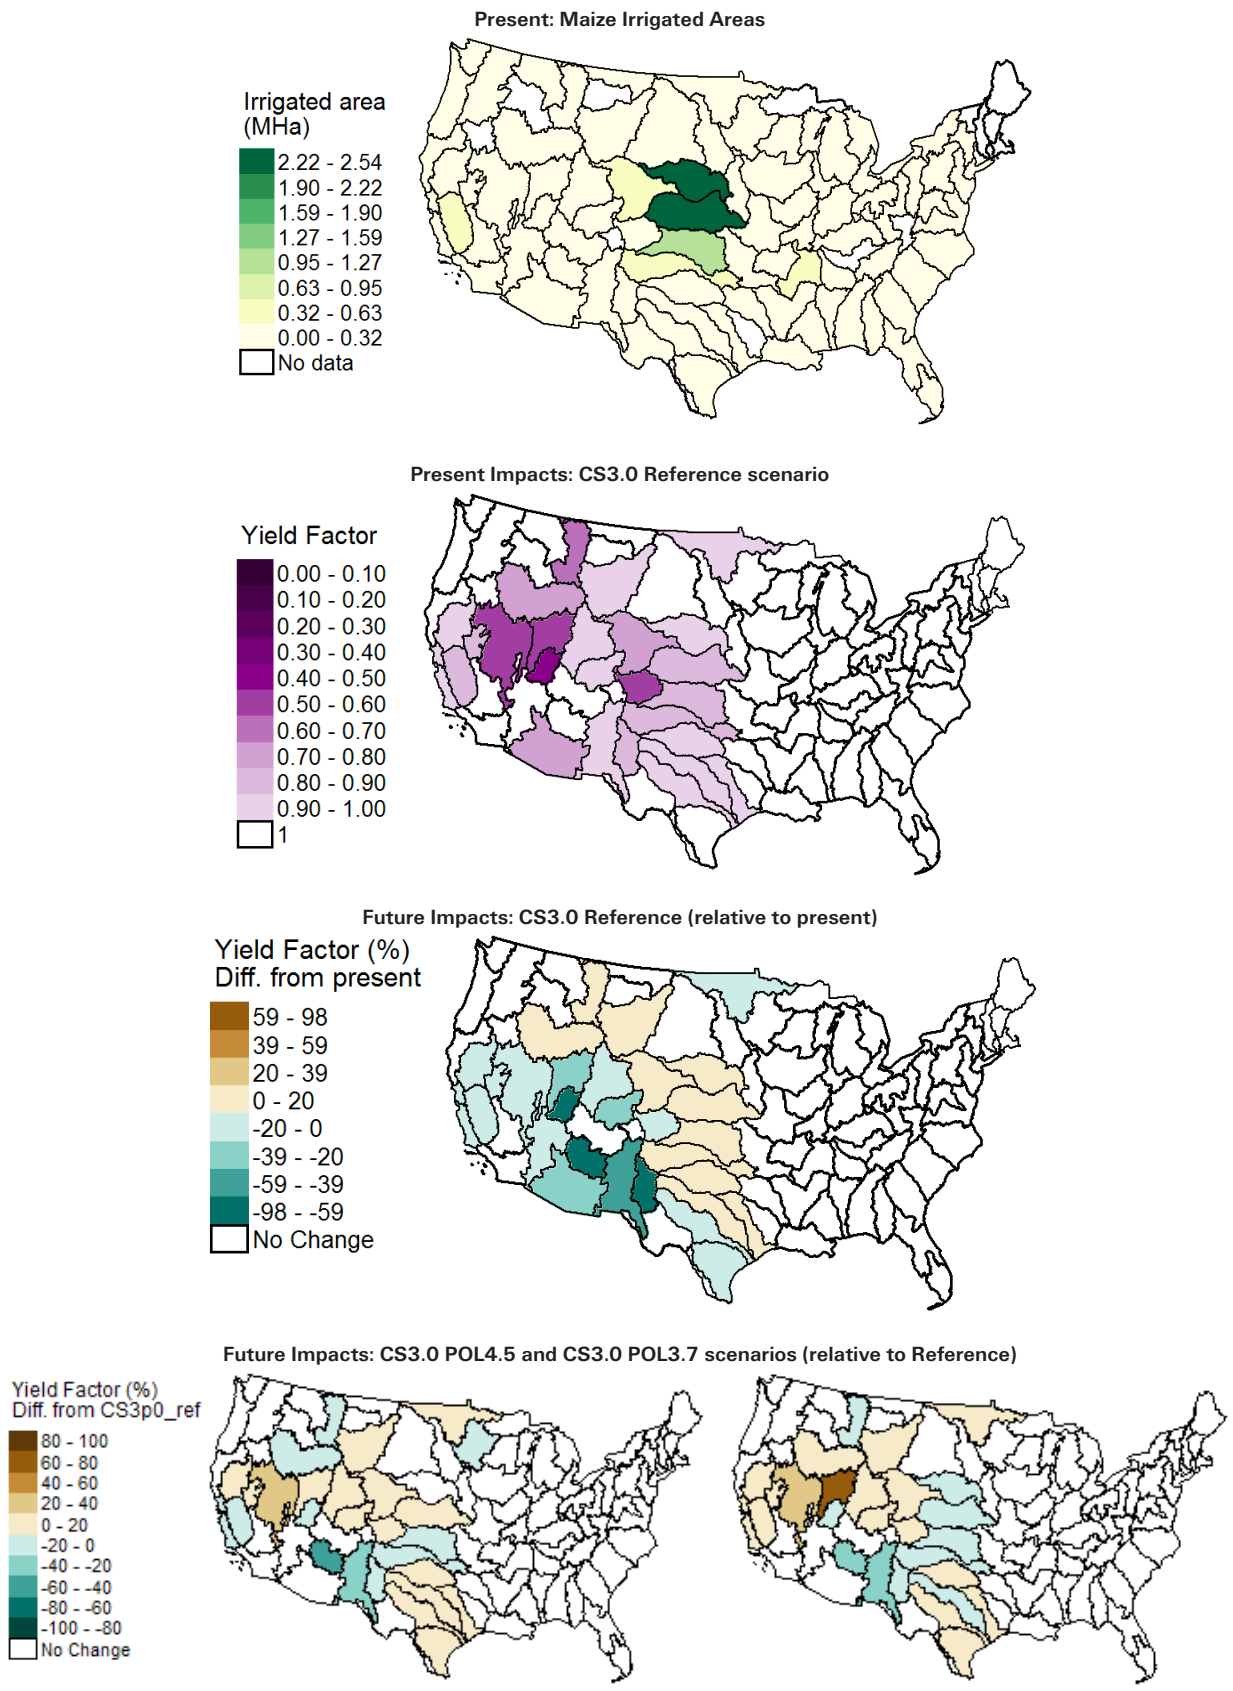 Present: Maize Irrigated Areas
Irrigated area
(MHa)
2.22 - 2.54
1.90 - 2.22
1.59 - 1.90
1.27 - 1.59
0.95 - 1.27
0.63 - 0.95
0.32 - 0.63
0.00 - 0.32
No data
Present Impacts: CS3.0 Reference scenario
Yield Factor
0.00 - 0.10
0.10 - 0.20
0.20 - 0.30
0.30 - 0.40
0.40 - 0.50
0.50 - 0.60
0.60 - 0.70
0.70 - 0.80
0.80 - 0.90
0.90 - 1.00
1
Future Impacts: CS3.0 Reference (relative to present)
Yield Factor (%)
Diff. from present
59 - 98
39 - 59
20 - 39
0 - 20
-20 - 0
-39 - -20
-59 - -39
-98 - -59
No Change
Future Impacts: CS3.0 POL4.5 and CS3.0 POL3.7 scenarios (relative to Reference)
Yield Factor (%)
Diff. from CS3p0_ref
80 - 100
60 - 80
40 - 60
20 - 40
0 - 20
-20 - 0
-40 - -20
-60 - -40
-80 - -60
-100 - -80
No Change